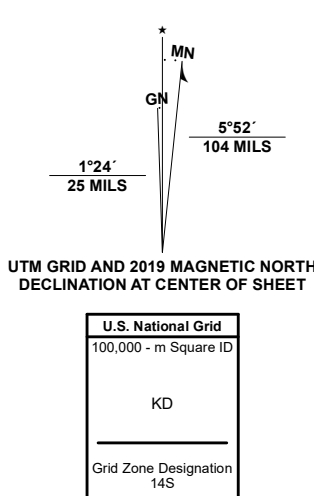 ★
MN
GN
5°52´
104 MILS
1°24´
25 MILS
UTM GRID AND 2019 MAGNETIC NORTH
DECLINATION AT CENTER OF SHEET
U.S. National Grid
100,000 - m Square ID
KD
Grid Zone Designation
14S